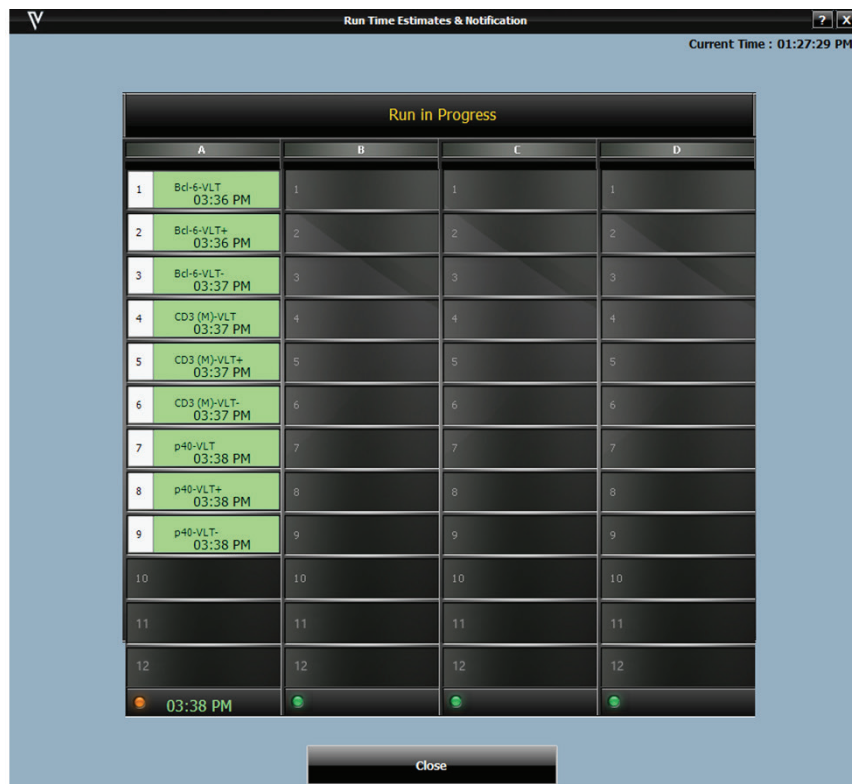 Run Time Estimates & Notification
? X
Current Time : 01:27:29 PM
Run in Progress
A B C D
1 Bcl-6-VLT 1 1 1
03:36 PM
2 Bcl-6-VLT+ 2 2 2
03:36 PM
3 Bcl-6-VLT- 3 3 3
03:37 PM
4 CD3 (M)-VLT 4 4 4
03:37 PM
5 CD3 (M)-VLT+ 5 5 5
03:37 PM
6 CD3 (M)-VLT- 6 6 6
03:37 PM
7 p40-VLT 7 7 7
03:38 PM
8 p40-VLT+ 8 8 8
03:38 PM
9 p40-VLT- 9 9 9
03:38 PM
10 10 10 10
11 11 11 11
12 12 12 12
03:38 PM
Close